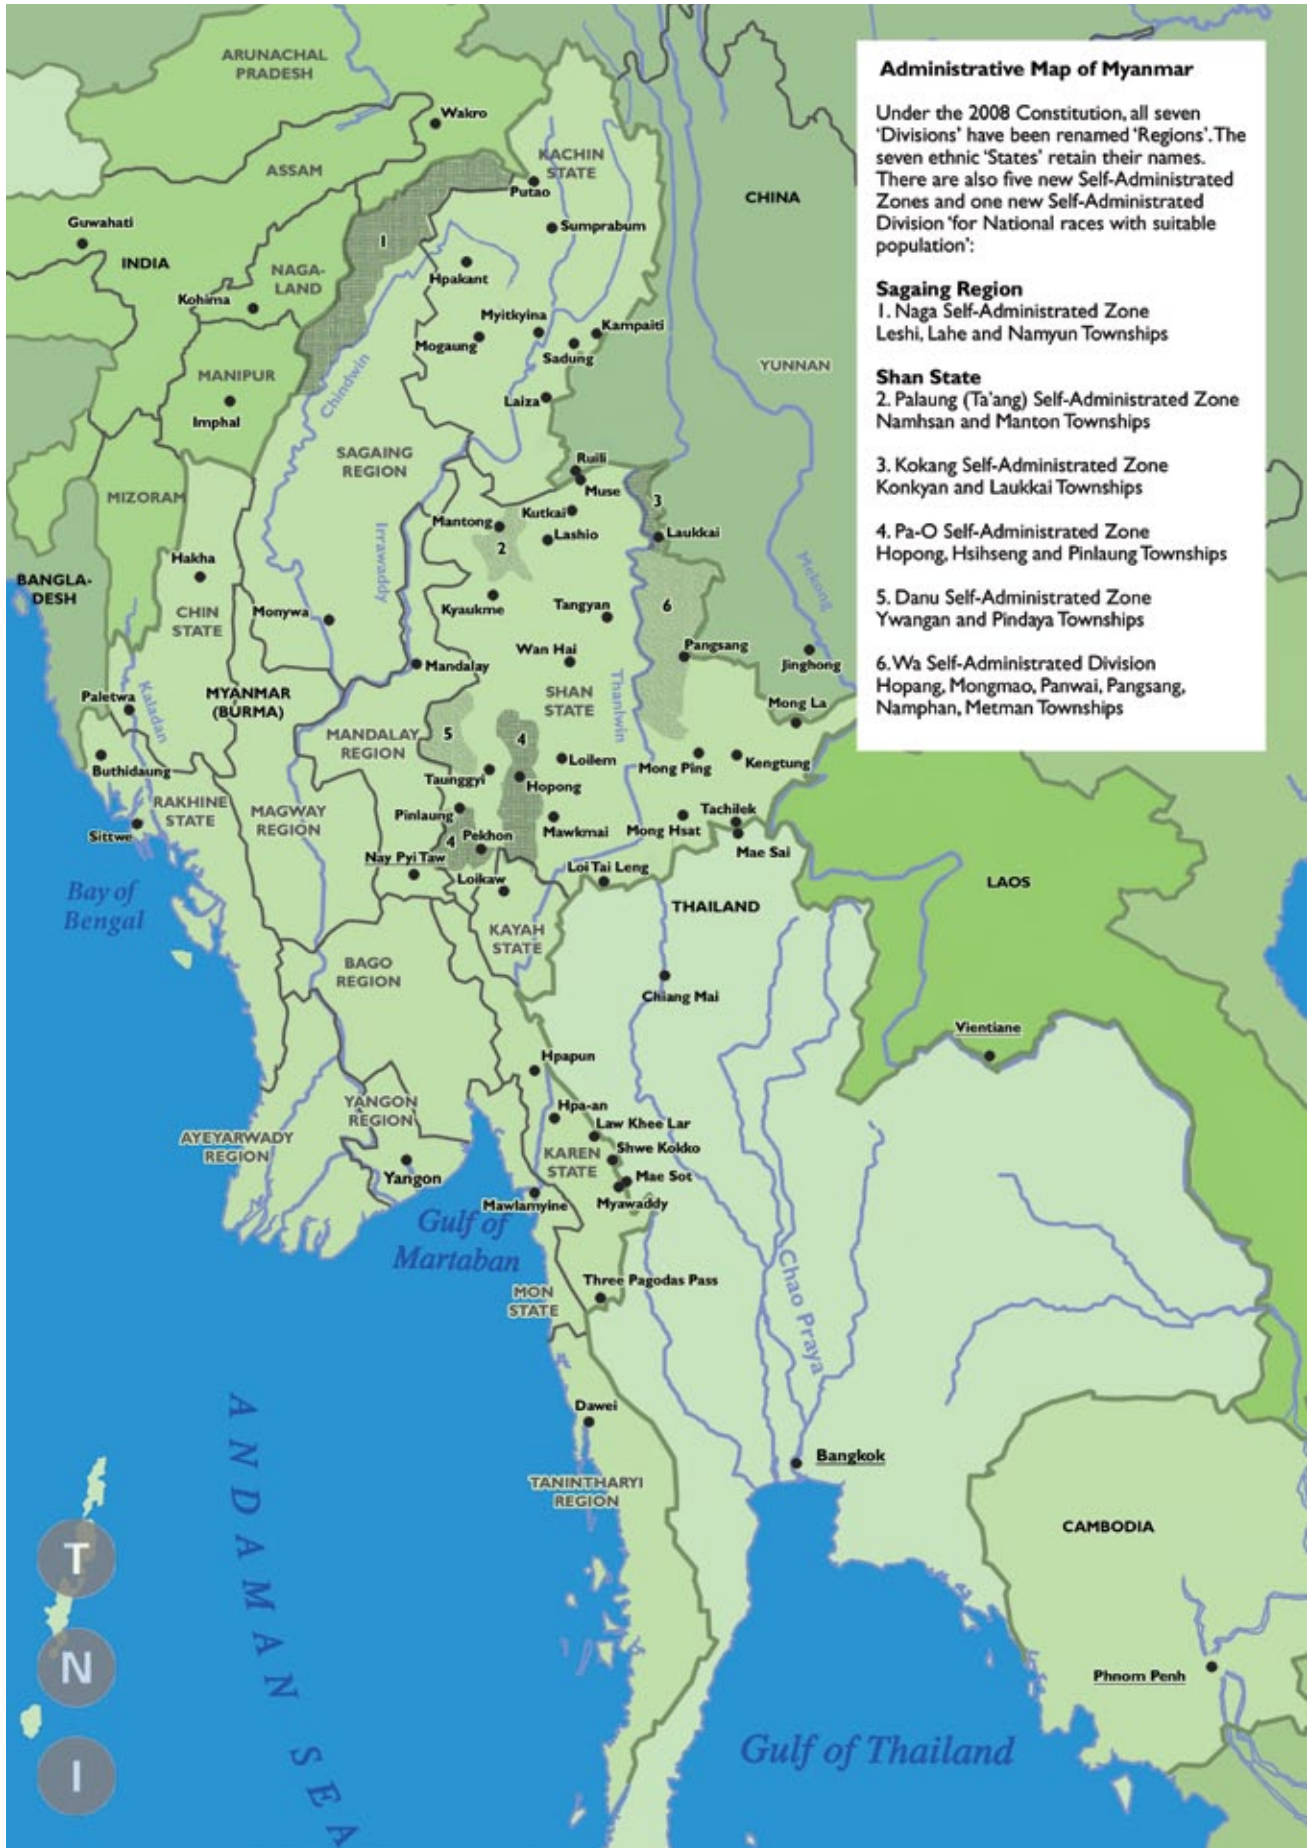 Administrative Map of Myanmar
Under the 2008 Constitution, all seven
‘Divisions’ have been renamed ‘Regions’. The
seven ethnic ‘States’ retain their names.
There are also five new Self-Administrated
Zones and one new Self-Administrated
Division ‘for National races with suitable
population’:
Sagaing Region
1. Naga Self-Administrated Zone
Leshi, Lahe and Namyun Townships
Shan State
2. Palaung (Ta'ang) Self-Administrated Zone
Namhsan and Manton Townships
3. Kokang Self-Administrated Zone
Konkyan and Laukkai Townships
4. Pa-O Self-Administrated Zone
Hopong, Hsihseng and Pinlaung Townships
5. Danu Self-Administrated Zone
Ywangan and Pindaya Townships
6. Wa Self-Administrated Division
Hopang, Mongmao, Panwai, Pangsang,
Namphan, Metman Townships
ARUNACHAL
PRADESH
Wakro
ASSAM
KACHIN
STATE
Putao
CHINA
Guwahati
Sumprabum
1
INDIA
NAGA-
LAND
Hpakant
Kohima
Myitkyina
Kampaiti
Mogaung
Sadung
YUNNAN
MANIPUR
Chindwin
Laiza
Imphal
SAGAING
REGION
Ruili
Muse
MIZORAM
Kutkai
3
Mantong
Irrawaddy
Lashio
Laukkai
2
Hakha
Mekong
BANGLA-
DESH
CHIN
STATE
Monywa
Kyaukme
Tangyan
6
Wan Hai
Pangsang
Jinghong
Mandalay
Paletwa
Kaladan
MYANMAR
(BURMA)
SHAN
STATE
Thanlwin
Mong La
MANDALAY
REGION
5
4
Buthidaung
Loilem
Mong Ping
Kengtung
Taunggyi
Hopong
RAKHINE
STATE
MAGWAY
REGION
Pinlaung
Tachilek
Sittwe
4
Pekhon
Mawkmai
Mong Hsat
Mae Sai
Nay Pyi Taw
Loikaw
Loi Tai Leng
LAOS
Bay of
Bengal
THAILAND
KAYAH
STATE
BAGO
REGION
Chiang Mai
Vientiane
Hpapun
YANGON
REGION
Hpa-an
Law Khee Lar
AYEYARWADY
REGION
KAREN
STATE
Shwe Kokko
Yangon
Mae Sot
Mawlamyine
Myawaddy
Gulf of
Martaban
MON
STATE
Three Pagodas Pass
Chao Praya
Dawei
ANDAMAN SEA
Bangkok
TANINTHARYI
REGION
CAMBODIA
T
N
I
Phnom Penh
Gulf of Thailand